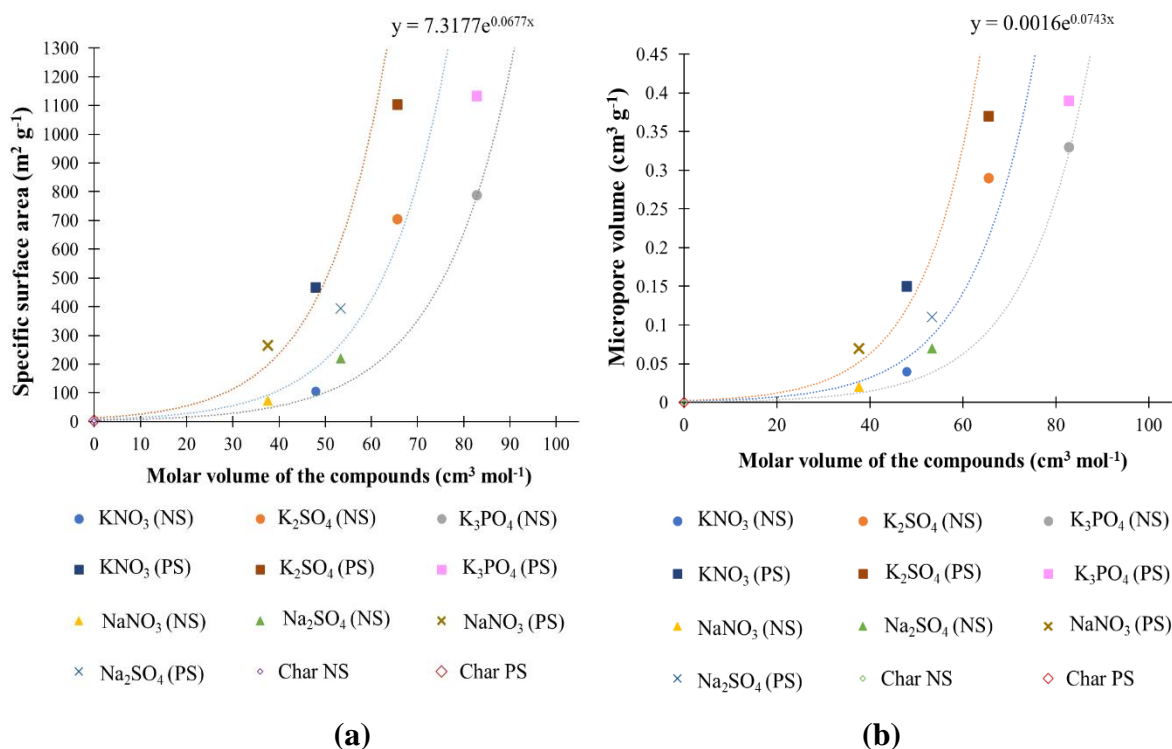 y = 7.3177e^0.0677x
1300
1200
1100
1000
900
800
700
600
500
400
300
200
100
0
Specific surface area (m² g⁻¹)
0 10 20 30 40 50 60 70 80 90 100
Molar volume of the compounds (cm³ mol⁻¹)
KNO₃ (NS) K₂SO₄ (NS) K₃PO₄ (NS)
KNO₃ (PS) K₂SO₄ (PS) K₃PO₄ (PS)
NaNO₃ (NS) Na₂SO₄ (NS) NaNO₃ (PS)
Na₂SO₄ (PS) Char NS Char PS
(a)
y = 0.0016e^0.0743x
0.45
0.4
0.35
0.3
0.25
0.2
0.15
0.1
0.05
0
Micropore volume (cm³ g⁻¹)
0 20 40 60 80 100
Molar volume of the compounds (cm³ mol⁻¹)
KNO₃ (NS) K₂SO₄ (NS) K₃PO₄ (NS)
KNO₃ (PS) K₂SO₄ (PS) K₃PO₄ (PS)
NaNO₃ (NS) Na₂SO₄ (NS) NaNO₃ (PS)
Na₂SO₄ (PS) Char NS Char PS
(b)